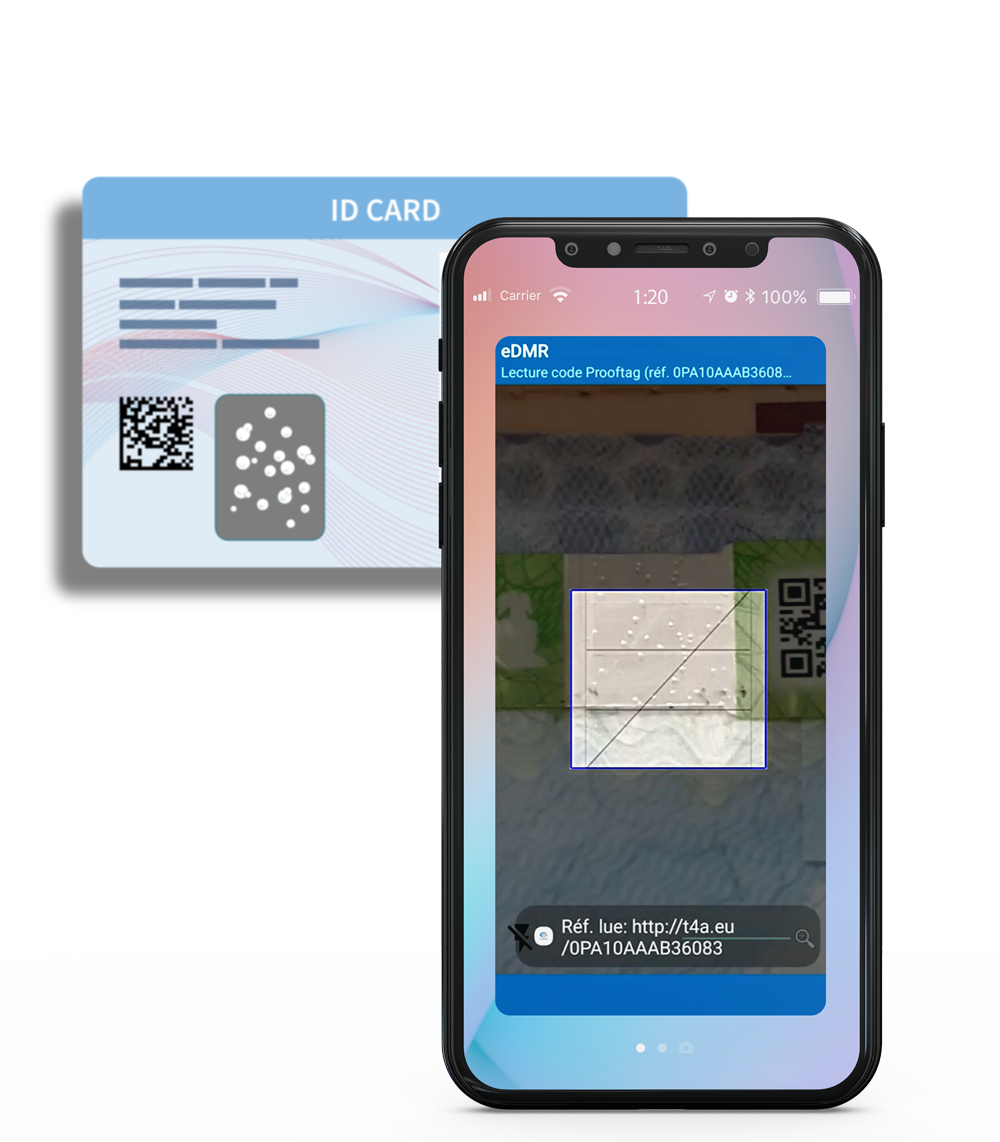 ID CARD
Carrier
1:20
100%
eDMR
Lecture code Prooftag (réf. 0PA10AAAB3608...
Réf. lue: http://t4a.eu
/0PA10AAAB36083